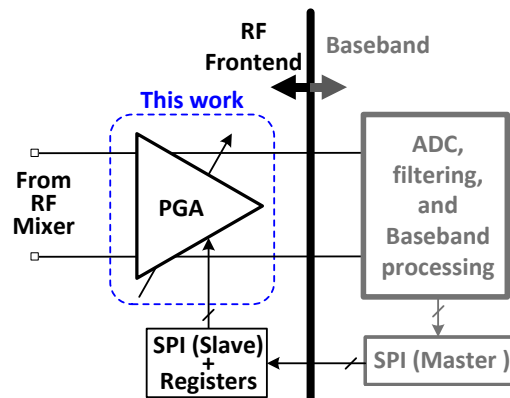 RF
Frontend
Baseband
This work
From
RF
Mixer
PGA
ADC,
filtering,
and
Baseband
processing
SPI (Slave)
+
Registers
SPI (Master )